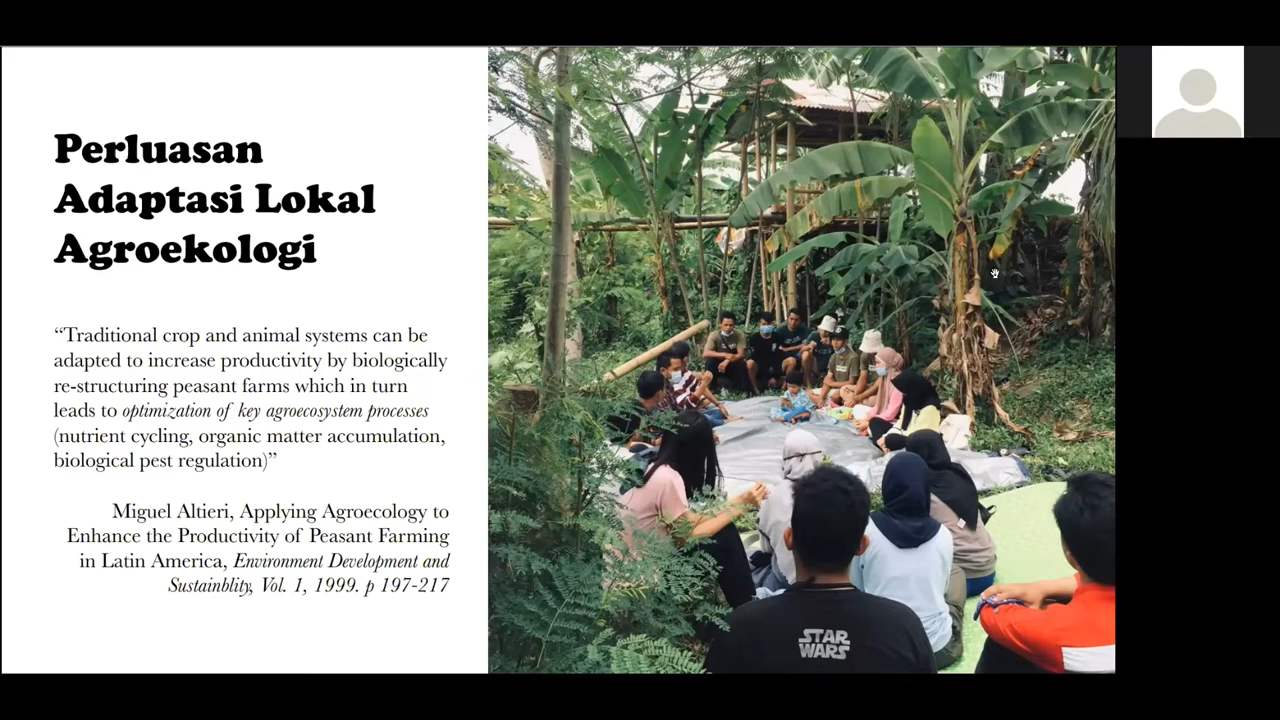 Perluasan
Adaptasi Lokal
Agroekologi
“Traditional crop and animal systems can be
adapted to increase productivity by biologically
re-structuring peasant farms which in turn
leads to optimization of key agroecosystem processes
(nutrient cycling, organic matter accumulation,
biological pest regulation)”
Miguel Altieri, Applying Agroecology to
Enhance the Productivity of Peasant Farming
in Latin America, Environment Development and
Sustainblity, Vol. 1, 1999. p 197-217
STAR
WARS